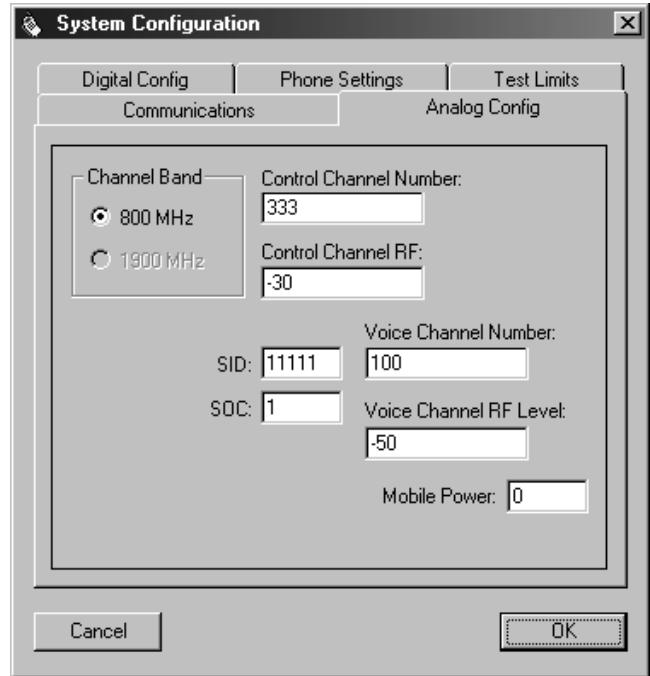 System Configuration
Digital Config
Phone Settings
Test Limits
Communications
Analog Config
Channel Band
800 MHz
1900 MHz
Control Channel Number:
333
Control Channel RF:
-30
SID: 11111
SOC: 1
Voice Channel Number:
100
Voice Channel RF Level:
-50
Mobile Power: 0
Cancel
OK